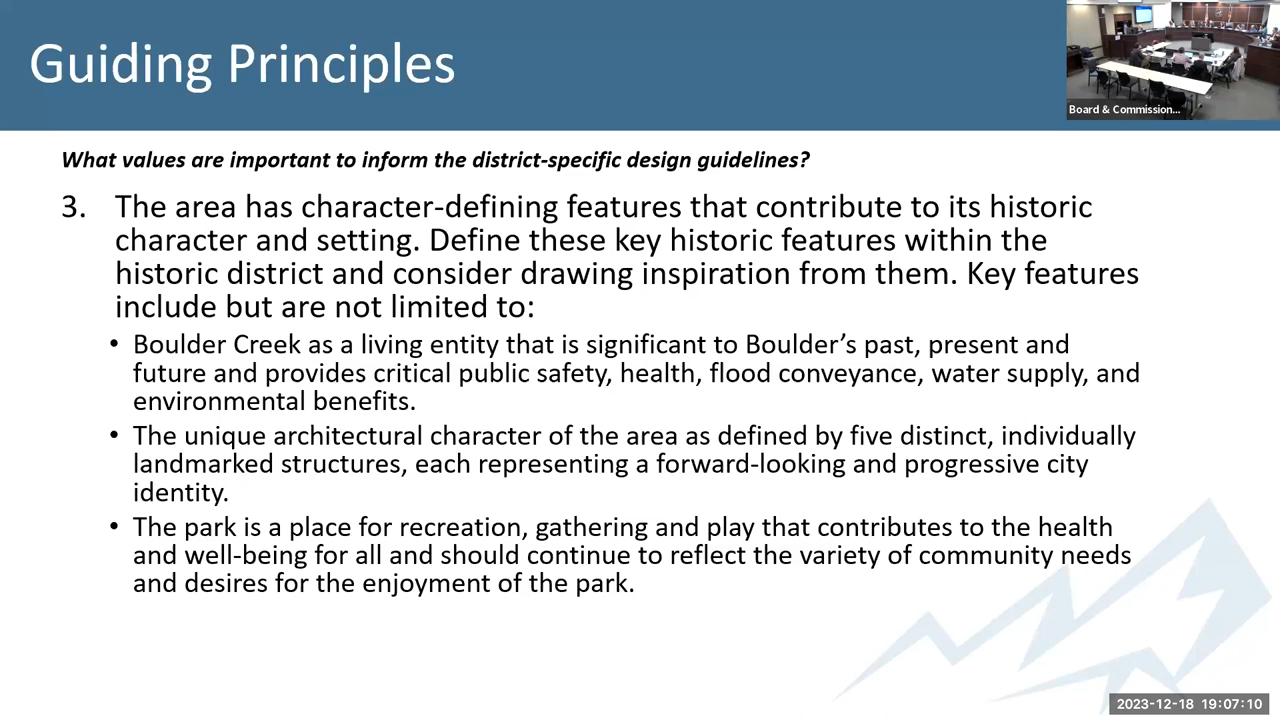 Guiding Principles
Board & Commission...
What values are important to inform the district-specific design guidelines?
3. The area has character-defining features that contribute to its historic
character and setting. Define these key historic features within the
historic district and consider drawing inspiration from them. Key features
include but are not limited to:
• Boulder Creek as a living entity that is significant to Boulder’s past, present and
future and provides critical public safety, health, flood conveyance, water supply, and
environmental benefits.
• The unique architectural character of the area as defined by five distinct, individually
landmarked structures, each representing a forward-looking and progressive city
identity.
• The park is a place for recreation, gathering and play that contributes to the health
and well-being for all and should continue to reflect the variety of community needs
and desires for the enjoyment of the park.
2023-12-18 19:07:10